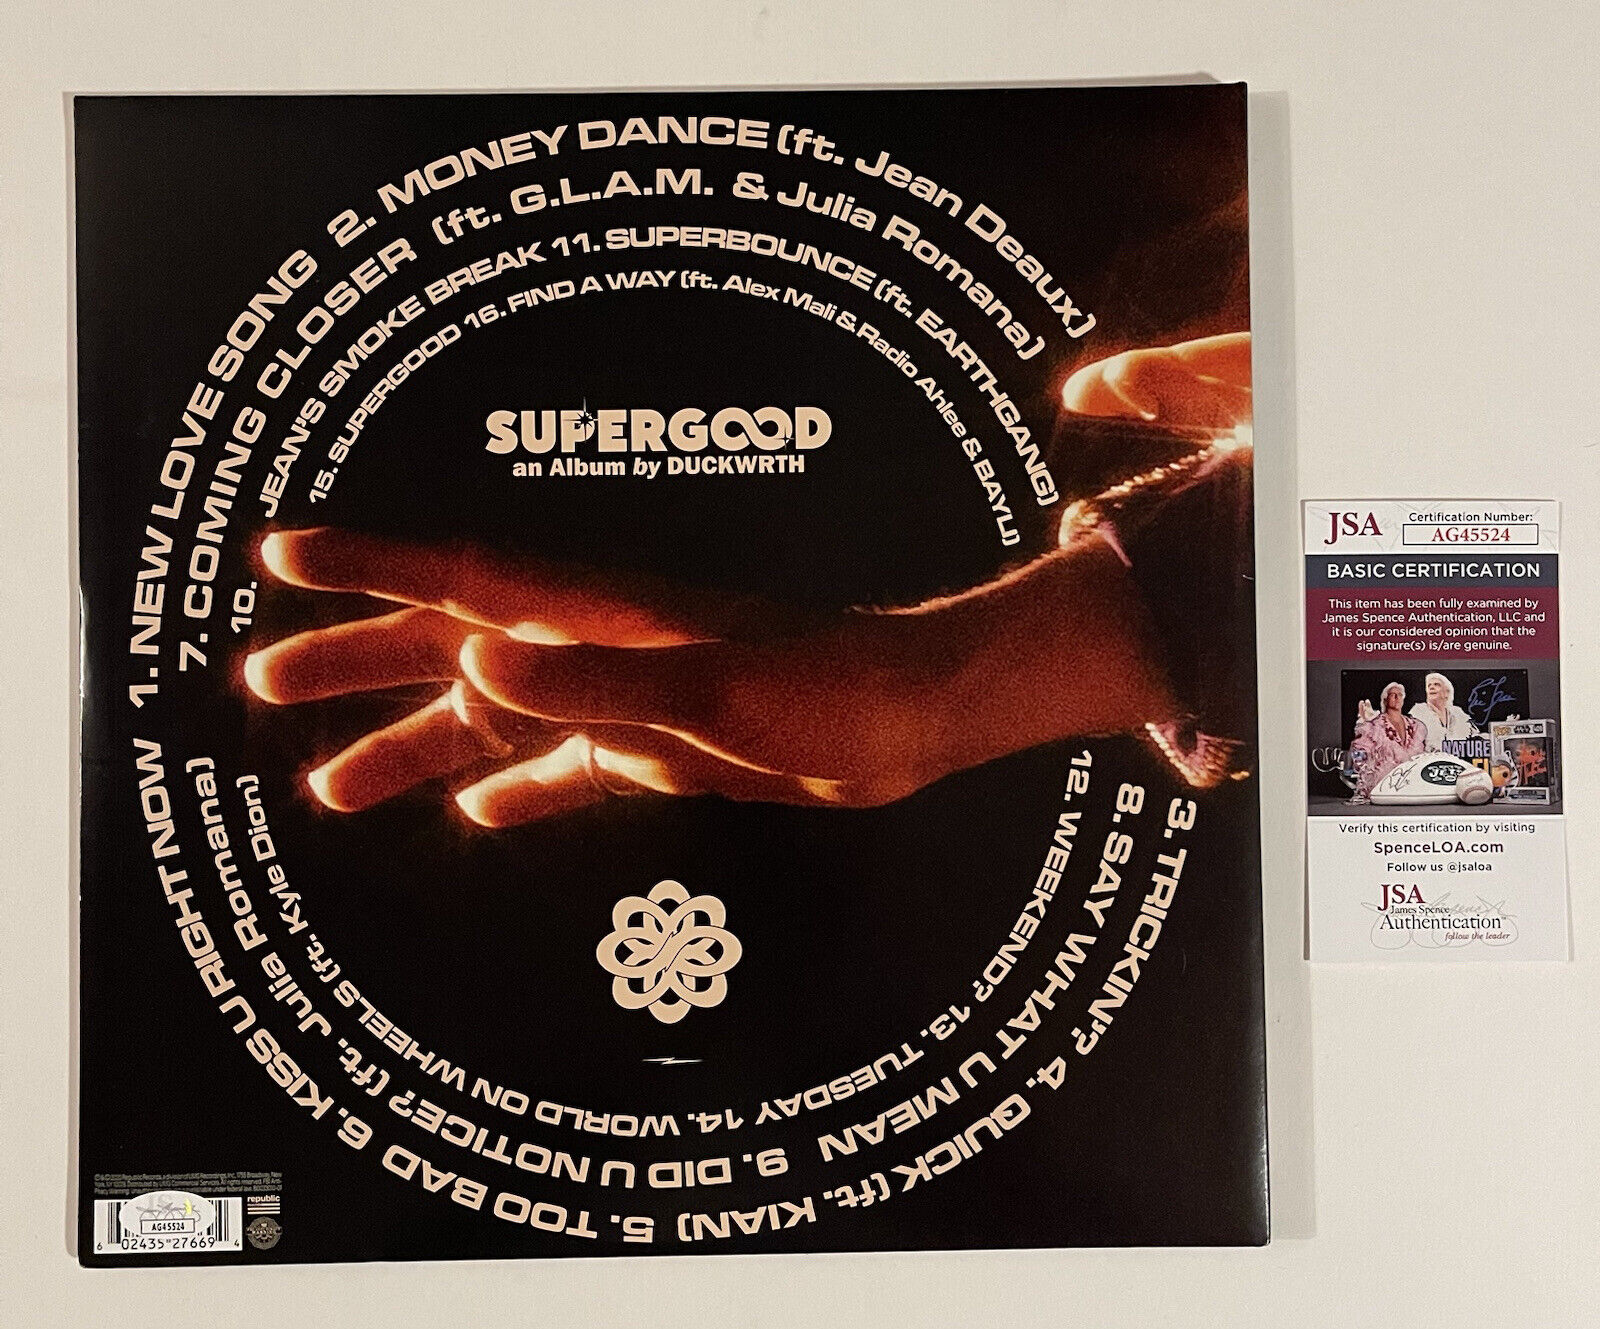 1. NEW LOVE SONG 2. MONEY DANCE (ft. Jean Deaux)
3. TRICKIN'? 4. QUICK (ft. KIAN) 5. TOO BAD 6. KISS U RIGHT NOW
7. COMING CLOSER (ft. G.L.A.M. & Julia Romana)
8. SAY WHAT U MEAN 9. DID U NOTICE? (ft. Julia Romana)
10. JEAN'S SMOKE BREAK 11. SUPERBOUNCE (ft. EARTHGANG)
12. WEEKEND? 13. TUESDAY 14. WORLD ON WHEELS (ft. Kyle Dion)
15. SUPERGOOD 16. FIND A WAY (ft. Alex Mali & Radio Ahlee & BAYLI)
SUPERGOOD
an Album by DUCKWRTH
republic
AG45524
6 02435 27669 4
JSA
Certification Number:
AG45524
BASIC CERTIFICATION
This item has been fully examined by
James Spence Authentication, LLC and
it is our considered opinion that the
signature(s) is/are genuine.
NATURE
JETS
Verify this certification by visiting
SpenceLOA.com
Follow us @jsaloa
JSA
James Spence
Authentication
follow the leader